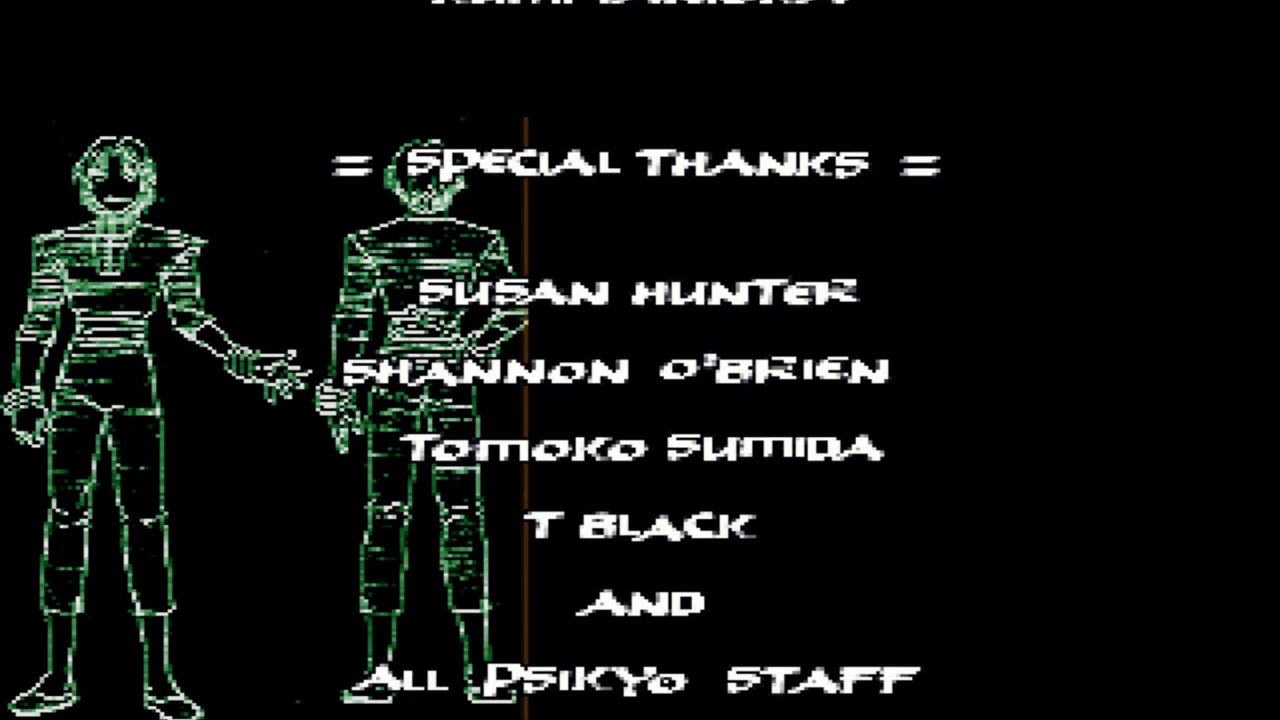 = SPECIAL THANKS =
SUSAN HUNTER
SHANNON O'BRIEN
TOMOKO SUMIDA
T BLACK
AND
ALL PSIKYO STAFF